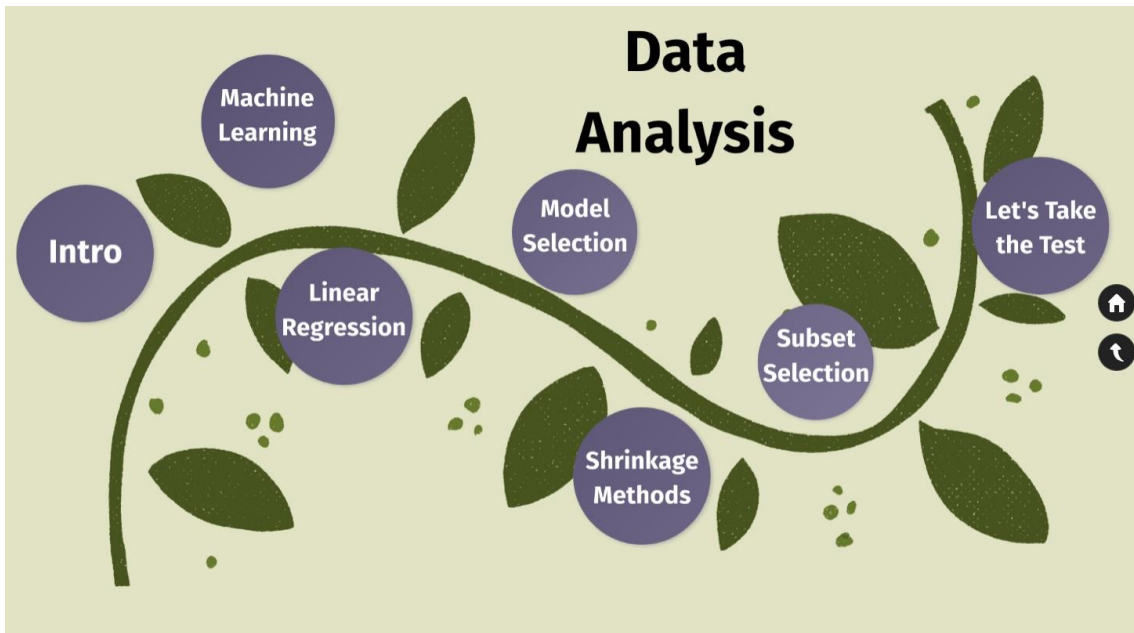 Data
Analysis
Intro
Machine
Learning
Linear
Regression
Model
Selection
Shrinkage
Methods
Subset
Selection
Let's Take
the Test